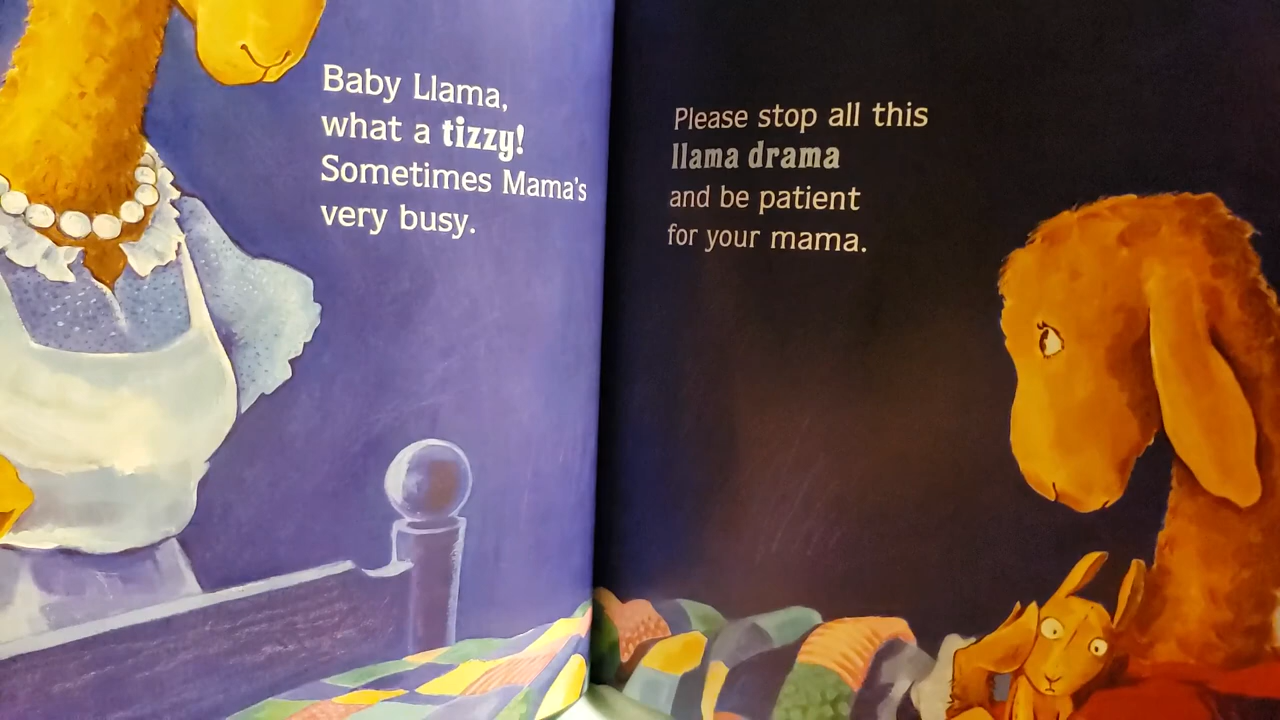 Baby Llama,
what a tizzy!
Sometimes Mama's
very busy.
Please stop all this
llama drama
and be patient
for your mama.